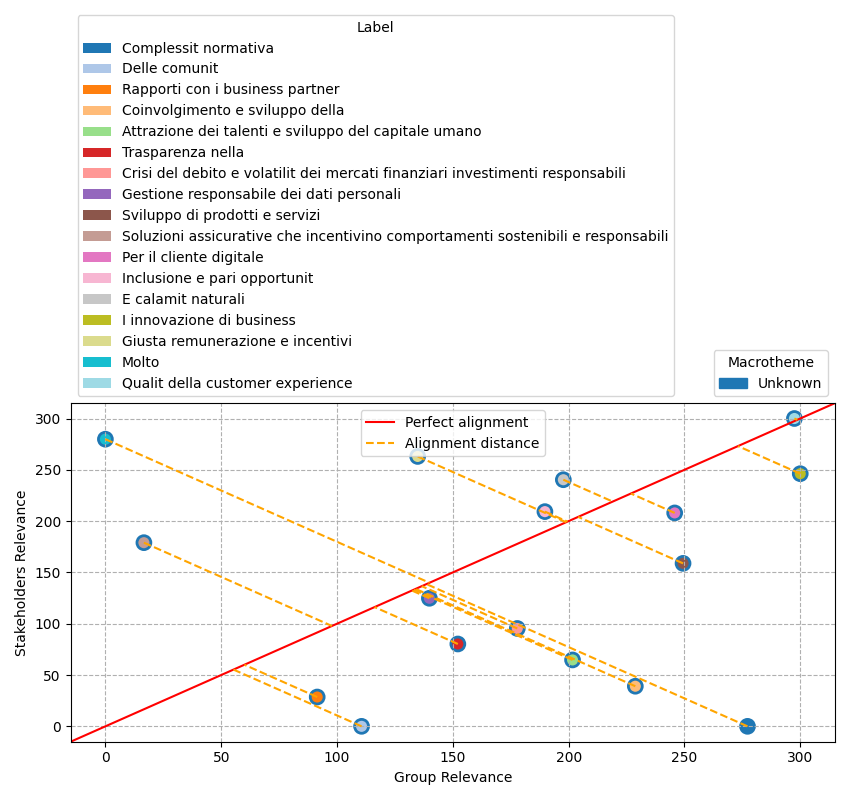 Label
Complessit normativa
Delle comunit
Rapporti con i business partner
Coinvolgimento e sviluppo della
Attrazione dei talenti e sviluppo del capitale umano
Trasparenza nella
Crisi del debito e volatilit dei mercati finanziari investimenti responsabili
Gestione responsabile dei dati personali
Sviluppo di prodotti e servizi
Soluzioni assicurative che incentivino comportamenti sostenibili e responsabili
Per il cliente digitale
Inclusione e pari opportunit
E calamit naturali
I innovazione di business
Giusta remunerazione e incentivi
Molto
Qualit della customer experience
Macrotheme
Unknown
Perfect alignment
Alignment distance
Stakeholders Relevance
300
250
200
150
100
50
0
0 50 100 150 200 250 300
Group Relevance